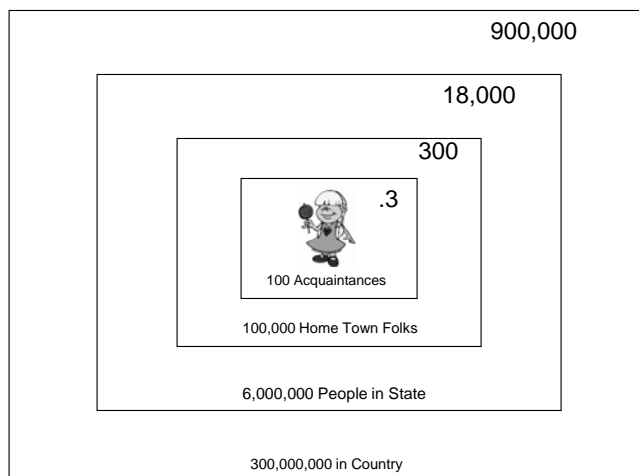 900,000
18,000
300
.3
100 Acquaintances
100,000 Home Town Folks
6,000,000 People in State
300,000,000 in Country